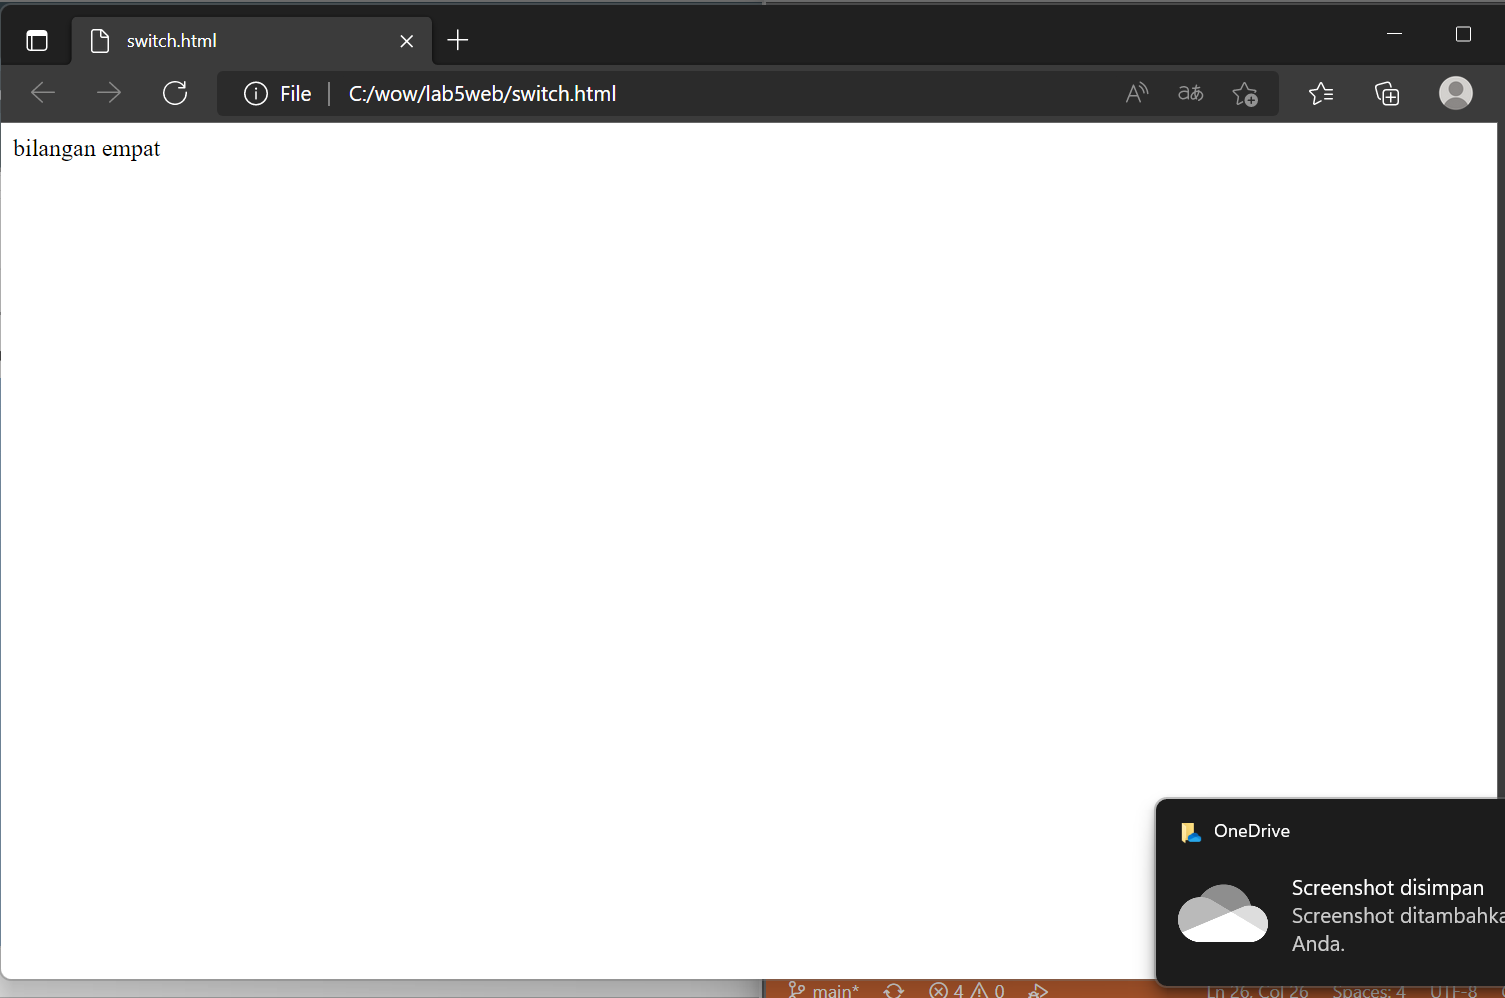 switch.html
File
C:/wow/lab5web/switch.html
bilangan empat
OneDrive
Screenshot disimpan
Screenshot
Anda.
main* 4 0
Ln 26, Col 26 Spaces: 4 UTF-8